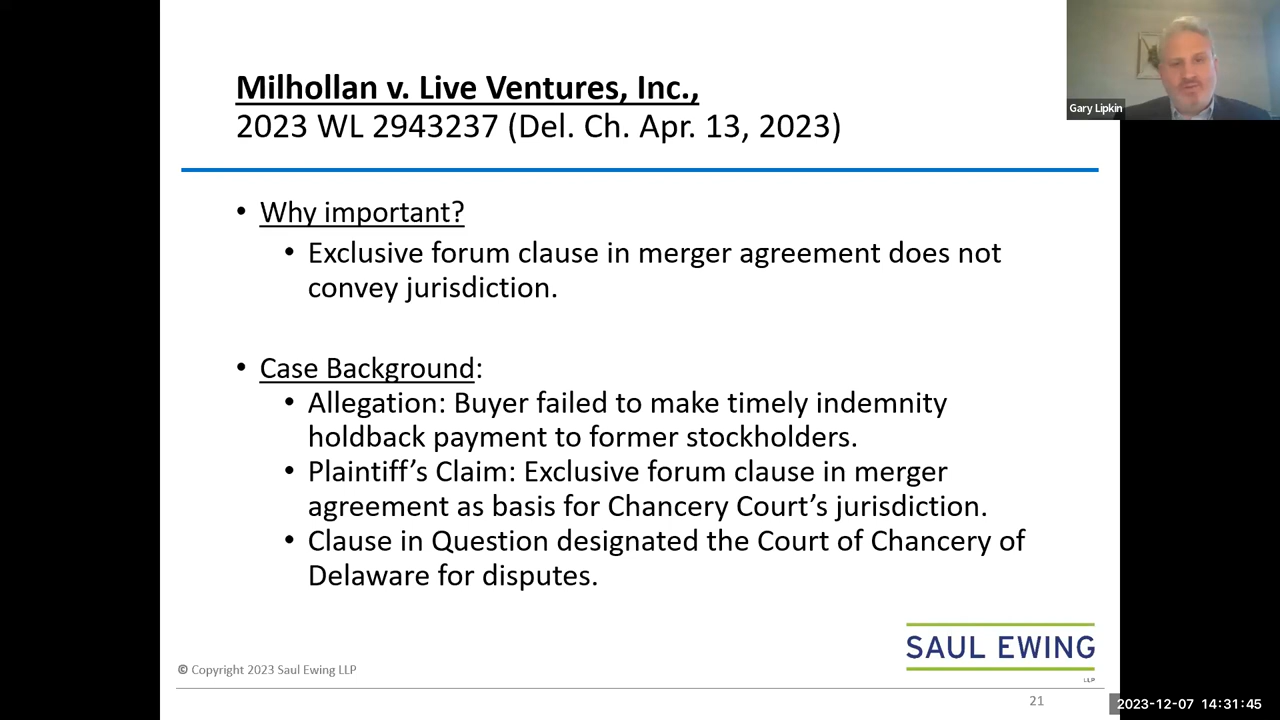 Milhollan v. Live Ventures, Inc.,
2023 WL 2943237 (Del. Ch. Apr. 13, 2023)
Gary Lipkin
• Why important?
• Exclusive forum clause in merger agreement does not
convey jurisdiction.
• Case Background:
• Allegation: Buyer failed to make timely indemnity
holdback payment to former stockholders.
• Plaintiff’s Claim: Exclusive forum clause in merger
agreement as basis for Chancery Court’s jurisdiction.
• Clause in Question designated the Court of Chancery of
Delaware for disputes.
SAUL EWING
LLP
© Copyright 2023 Saul Ewing LLP
21
2023-12-07 14:31:45